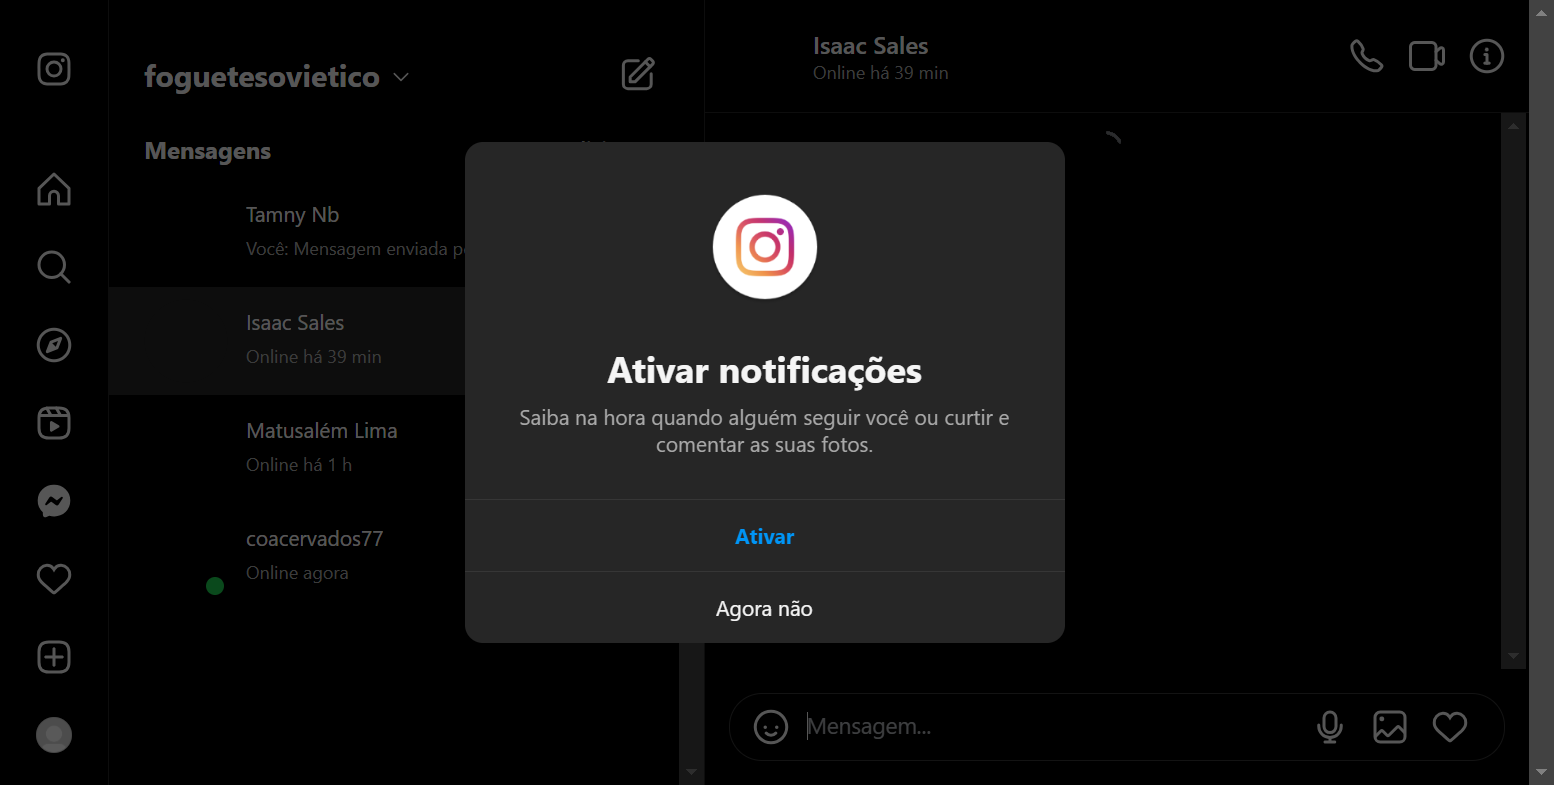 foguetesovietico
Mensagens
Tamny Nb
Você: Mensagem enviada
Isaac Sales
Online há 39 min
Matusalém Lima
Online há 1 h
coacervados77
Online agora
Isaac Sales
Online há 39 min
Ativar notificações
Saiba na hora quando alguém seguir você ou curtir e
comentar as suas fotos.
Ativar
Agora não
Mensagem...